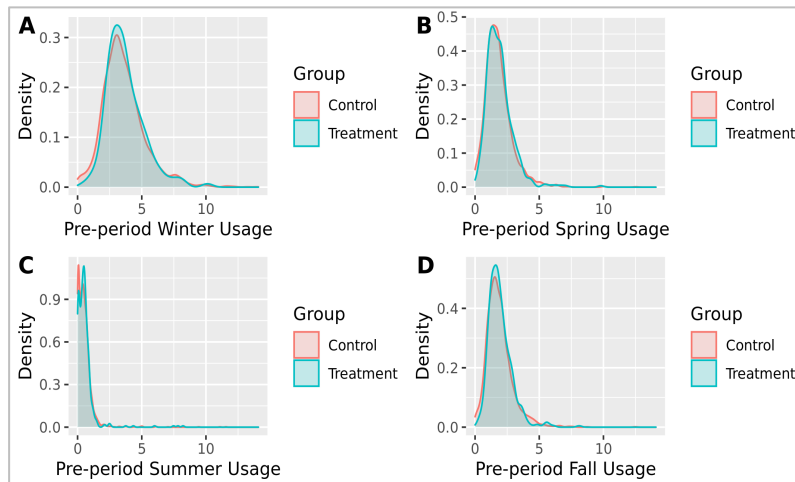 A
Density
0.3
0.2
0.1
0.0
0 5 10
Pre-period Winter Usage
Group
Control
Treatment
B
Density
0.5
0.4
0.3
0.2
0.1
0.0
0 5 10
Pre-period Spring Usage
Group
Control
Treatment
C
Density
0.9
0.6
0.3
0.0
0 5 10
Pre-period Summer Usage
Group
Control
Treatment
D
Density
0.4
0.2
0.0
0 5 10
Pre-period Fall Usage
Group
Control
Treatment